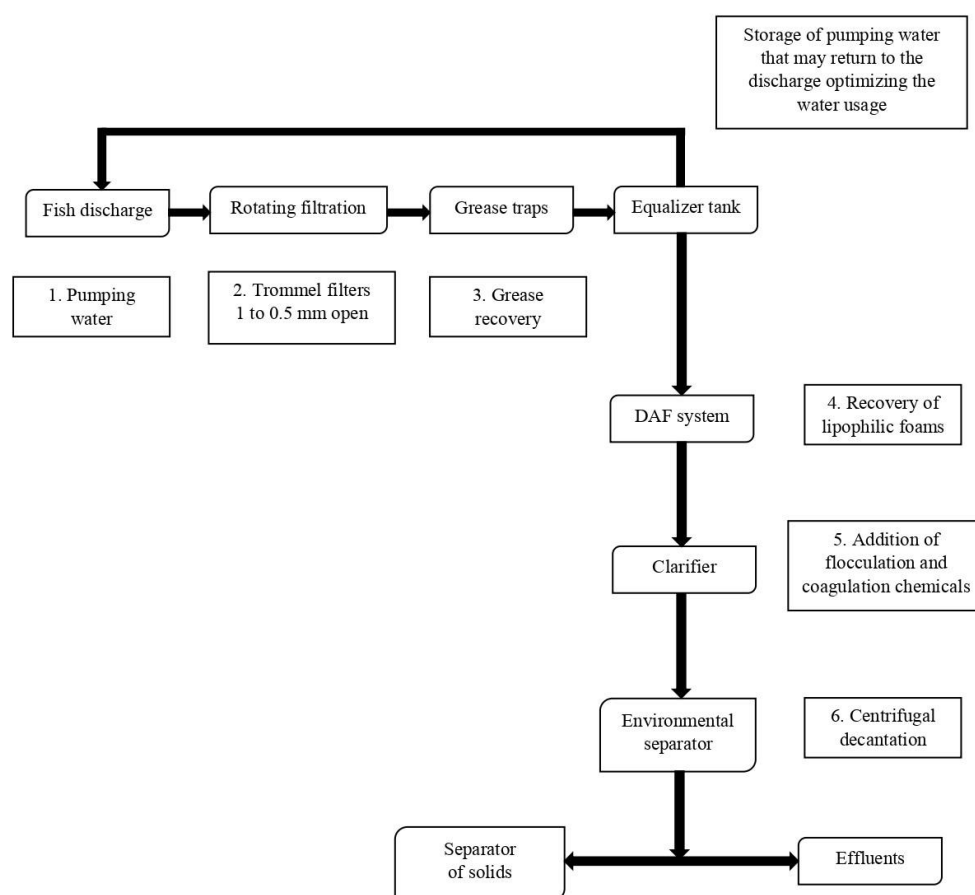 Storage of pumping water
that may return to the
discharge optimizing the
water usage
Fish discharge
Rotating filtration
Grease traps
Equalizer tank
1. Pumping
water
2. Trommel filters
1 to 0.5 mm open
3. Grease
recovery
DAF system
4. Recovery of
lipophilic foams
Clarifier
5. Addition of
flocculation and
coagulation chemicals
Environmental
separator
6. Centrifugal
decantation
Separator
of solids
Effluents